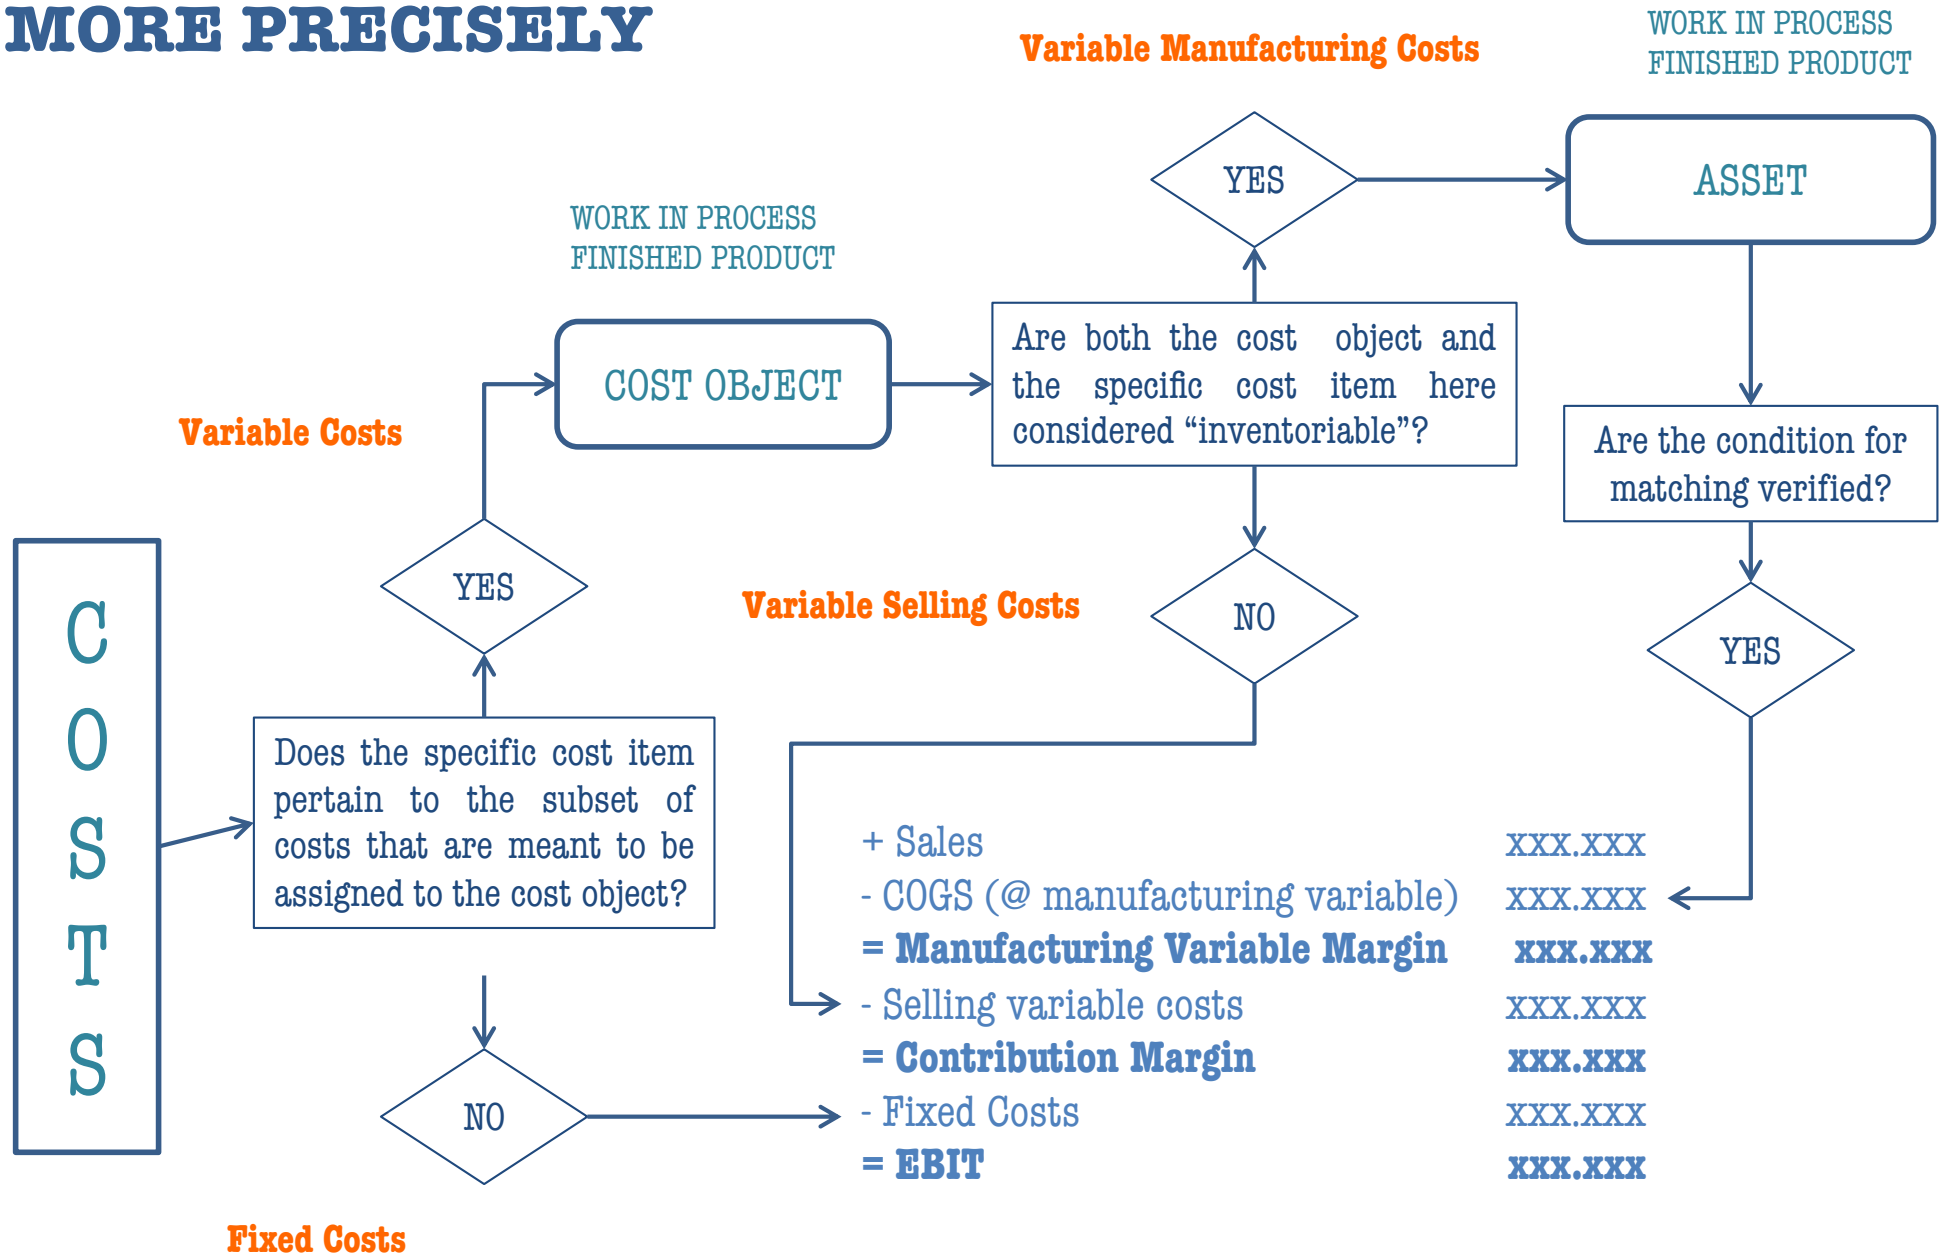 MORE PRECISELY
Variable Manufacturing Costs
WORK IN PROCESS
FINISHED PRODUCT
YES
ASSET
WORK IN PROCESS
FINISHED PRODUCT
COST OBJECT
Are both the cost object and
the specific cost item here
considered “inventoriable”?
Variable Costs
Are the condition for
matching verified?
YES
Variable Selling Costs
NO
YES
C
O
S
T
S
Does the specific cost item
pertain to the subset of
costs that are meant to be
assigned to the cost object?
NO
Fixed Costs
+ Sales xxx.xxx
- COGS (@ manufacturing variable) xxx.xxx
= Manufacturing Variable Margin xxx.xxx
- Selling variable costs xxx.xxx
= Contribution Margin xxx.xxx
- Fixed Costs xxx.xxx
= EBIT xxx.xxx